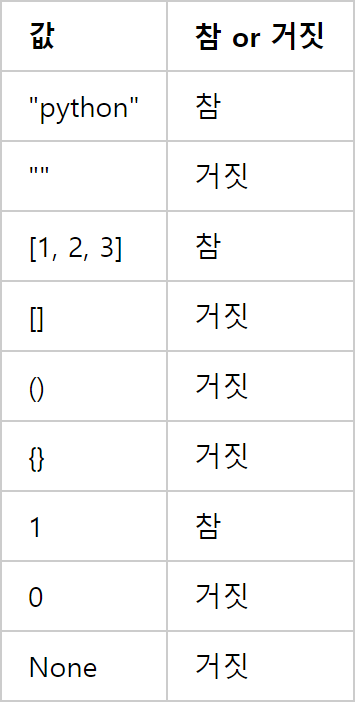 값 참 or 거짓
"python" 참
"" 거짓
[1, 2, 3] 참
[] 거짓
() 거짓
{} 거짓
1 참
0 거짓
None 거짓